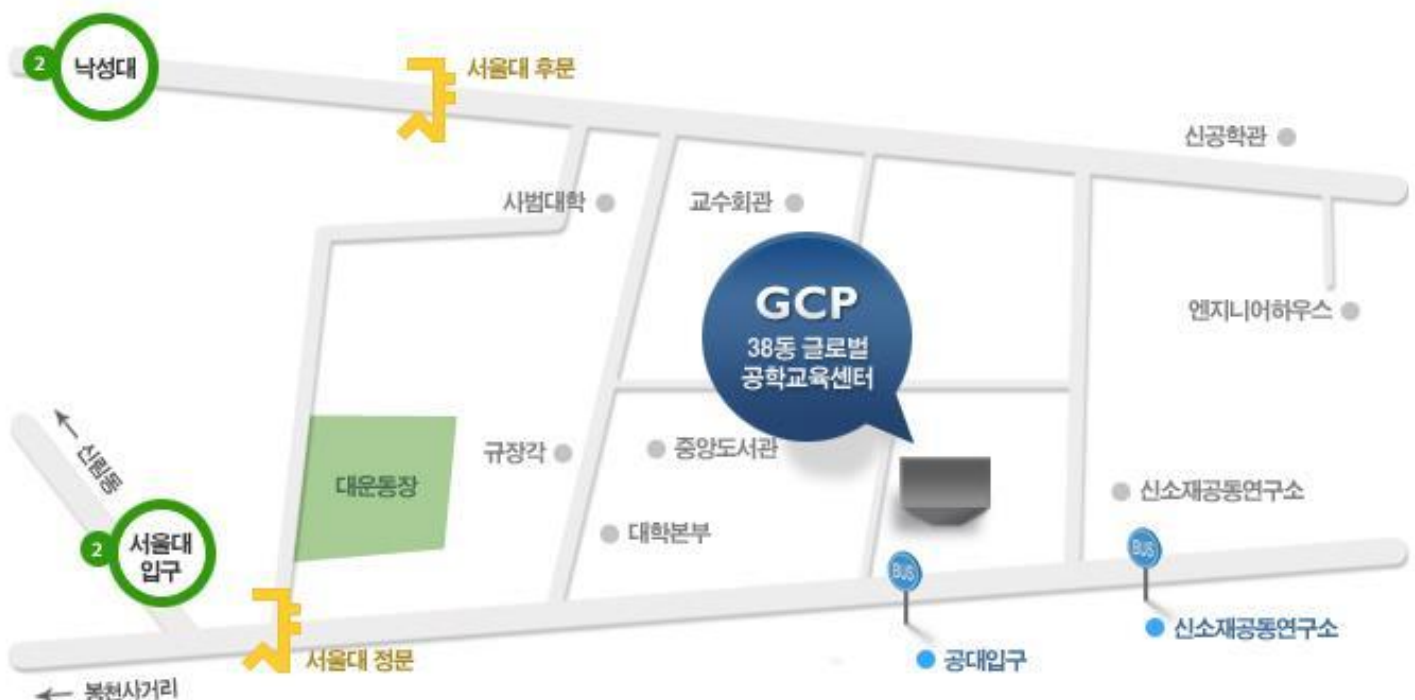 2
낙성대
서울대 후문
신공학관
사범대학
교수회관
GCP
38동 글로벌
공학교육센터
엔지니어하우스
신림동
대운동장
규장각
중앙도서관
신소재공동연구소
2
서울대
입구
대학본부
BUS
BUS
서울대 정문
공대입구
신소재공동연구소
봉천사거리